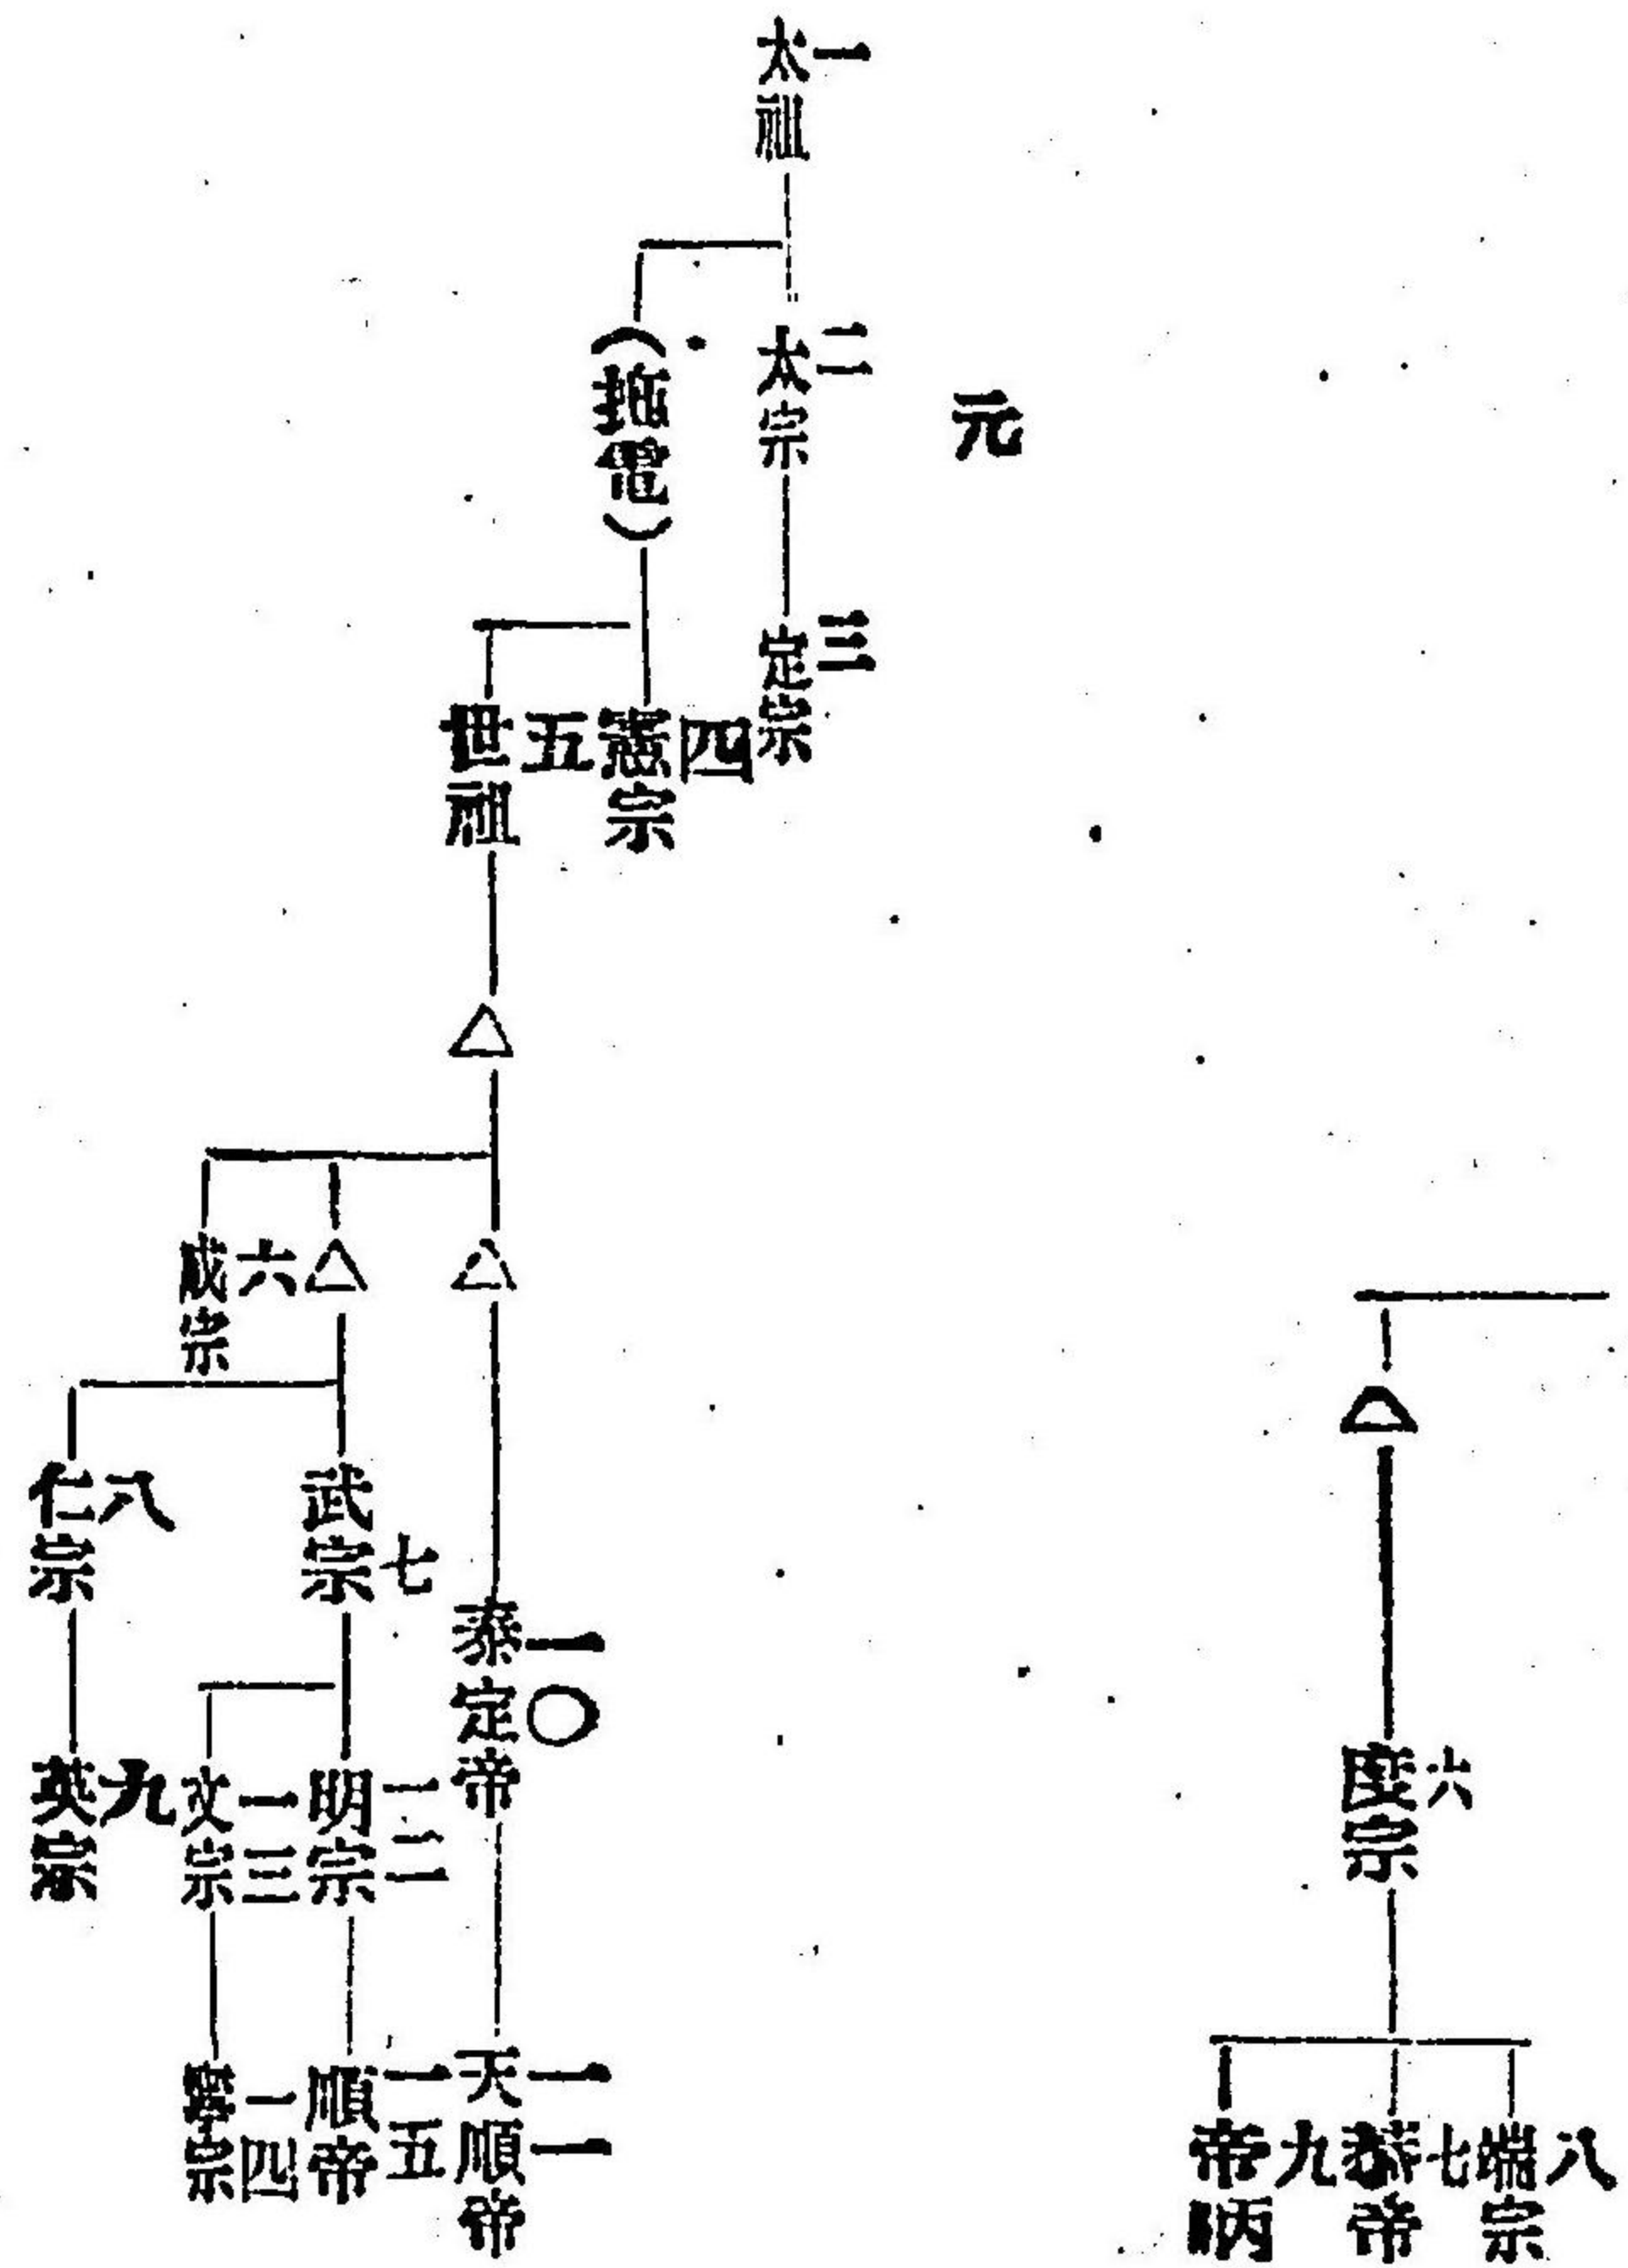 八
端宗
七
恭帝
九
帝昺
六
度宗
元
一
太祖
二
太宗
三
定宗
(拖雷)
四
憲宗
五
世祖
一〇
泰定帝
一一
天順帝
六
成宗
七
武宗
一二
明宗
一五
順帝
一三
文宗
一四
寧宗
八
仁宗
九
英宗